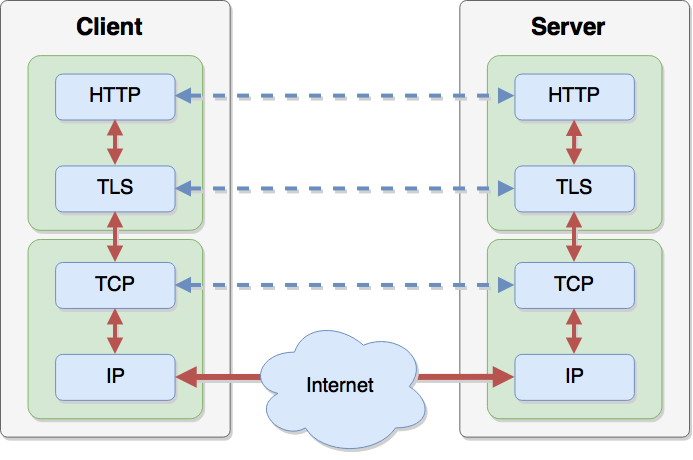 Client
Server
HTTP
HTTP
TLS
TLS
TCP
TCP
IP
Internet
IP